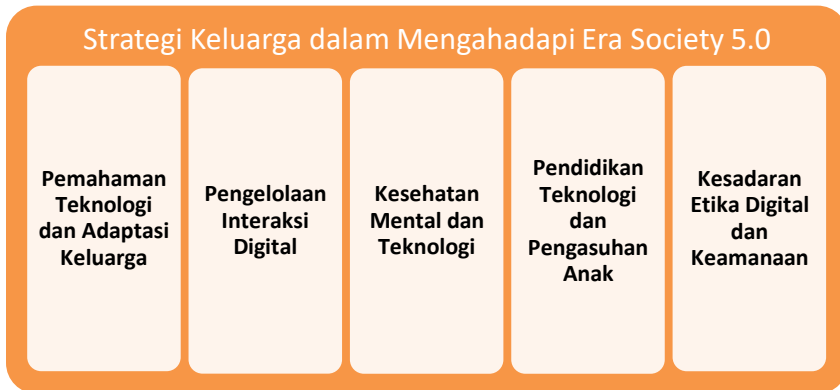 Strategi Keluarga dalam Mengahadapi Era Society 5.0
Pemahaman
Teknologi
dan Adaptasi
Keluarga
Pengelolaan
Interaksi
Digital
Kesehatan
Mental dan
Teknologi
Pendidikan
Teknologi
dan
Pengasuhan
Anak
Kesadaran
Etika Digital
dan
Keamanaan